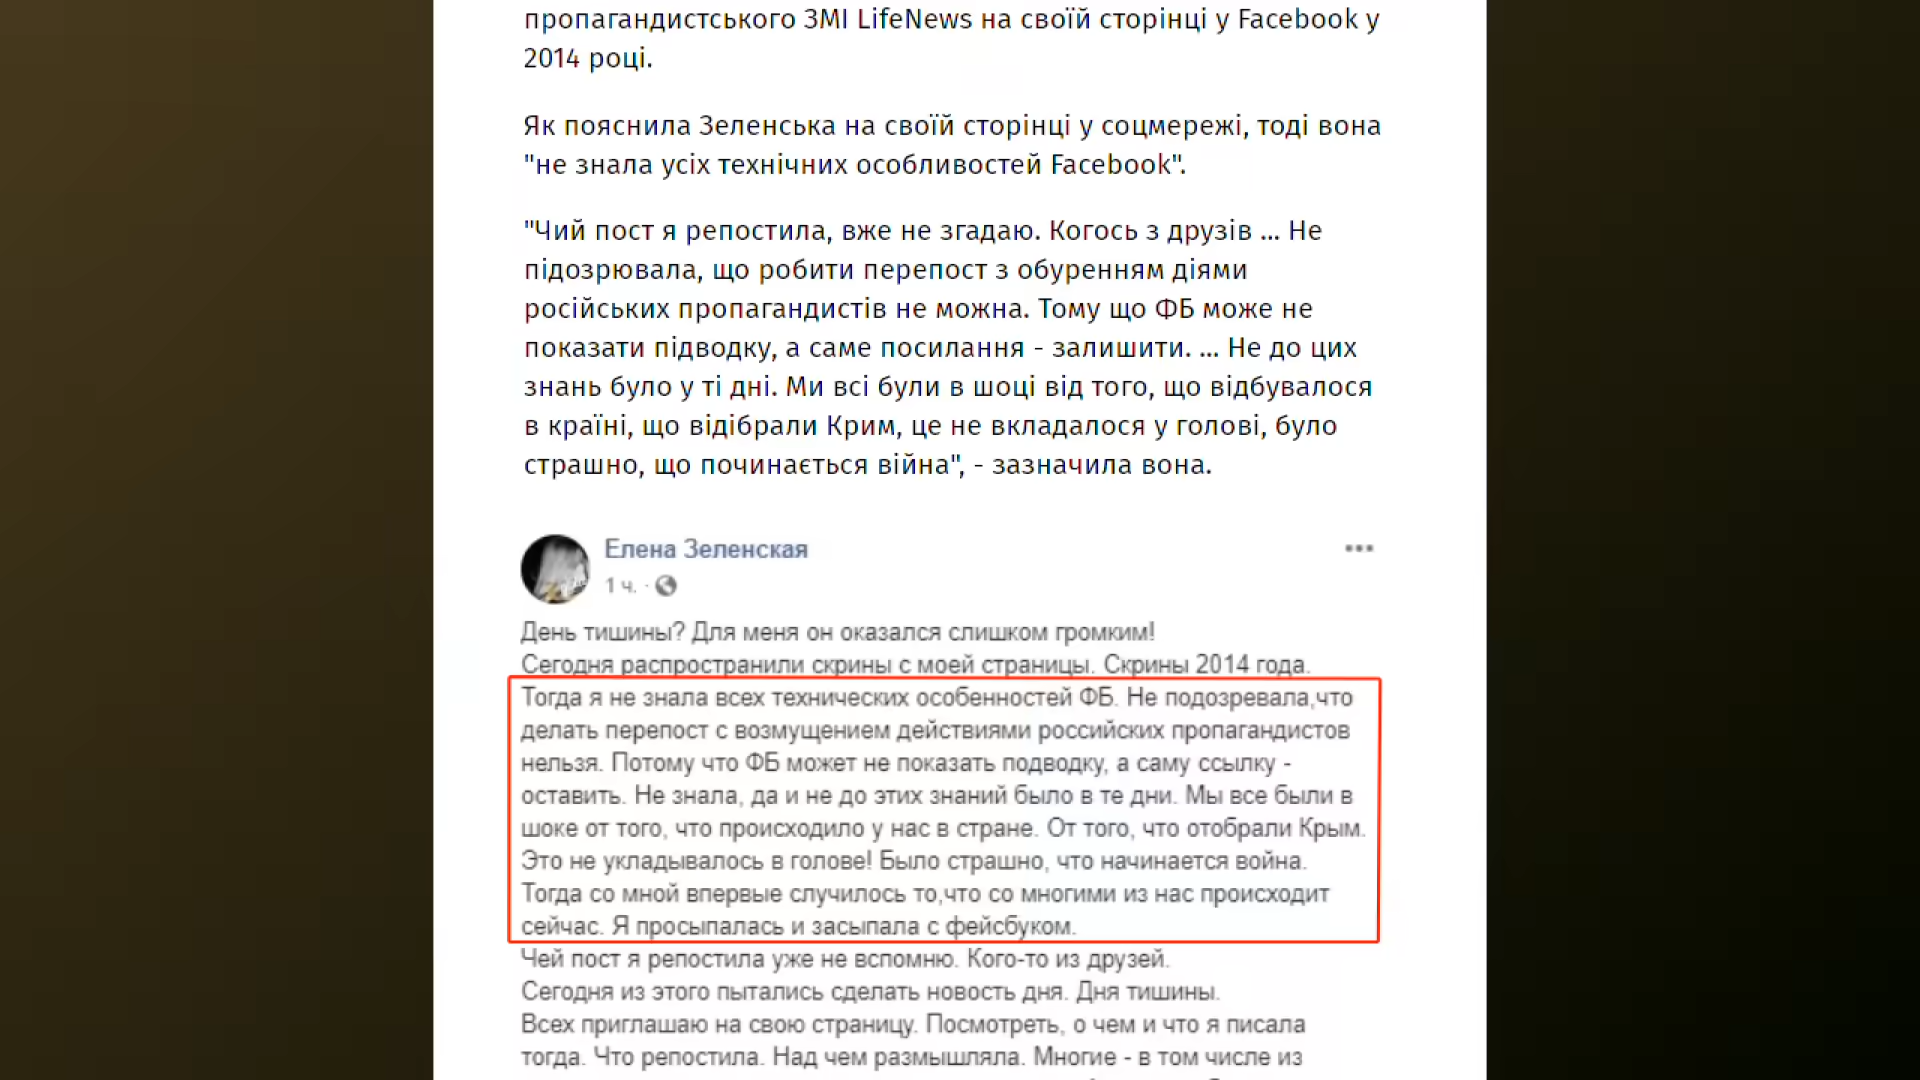 пропагандистського ЗМІ LifeNews на своїй сторінці у Facebook у
2014 році.
Як пояснила Зеленська на своїй сторінці у соцмережі, тоді вона
"не знала усіх технічних особливостей Facebook".
"Чий пост я репостила, вже не згадаю. Когось з друзів ... Не
підозрювала, що робити перепост з обуренням діями
російських пропагандистів не можна. Тому що ФБ може не
показати підводку, а саме посилання - залишити. ... Не до цих
знань було у ті дні. Ми всі були в шоці від того, що відбувалося
в країні, що відібрали Крим, це не вкладалося у голові, було
страшно, що починається війна", - зазначила вона.
Елена Зеленская
1 ч. ·
День тишины? Для меня он оказался слишком громким!
Сегодня распространили скрины с моей страницы. Скрины 2014 года.
Тогда я не знала всех технических особенностей ФБ. Не подозревала,что
делать перепост с возмущением действиями российских пропагандистов
нельзя. Потому что ФБ может не показать подводку, а саму ссылку -
оставить. Не знала, да и не до этих знаний было в те дни. Мы все были в
шоке от того, что происходило у нас в стране. От того, что отобрали Крым.
Это не укладывалось в голове! Было страшно, что начинается война.
Тогда со мной впервые случилось то,что со многими из нас происходит
сейчас. Я просыпалась и засыпала с фейсбуком.
Чей пост я репостила уже не вспомню. Кого-то из друзей.
Сегодня из этого пытались сделать новость дня. Дня тишины.
Всех приглашаю на свою страницу. Посмотреть, о чем и что я писала
тогда. Что репостила. Над чем размышляла. Многие - в том числе из